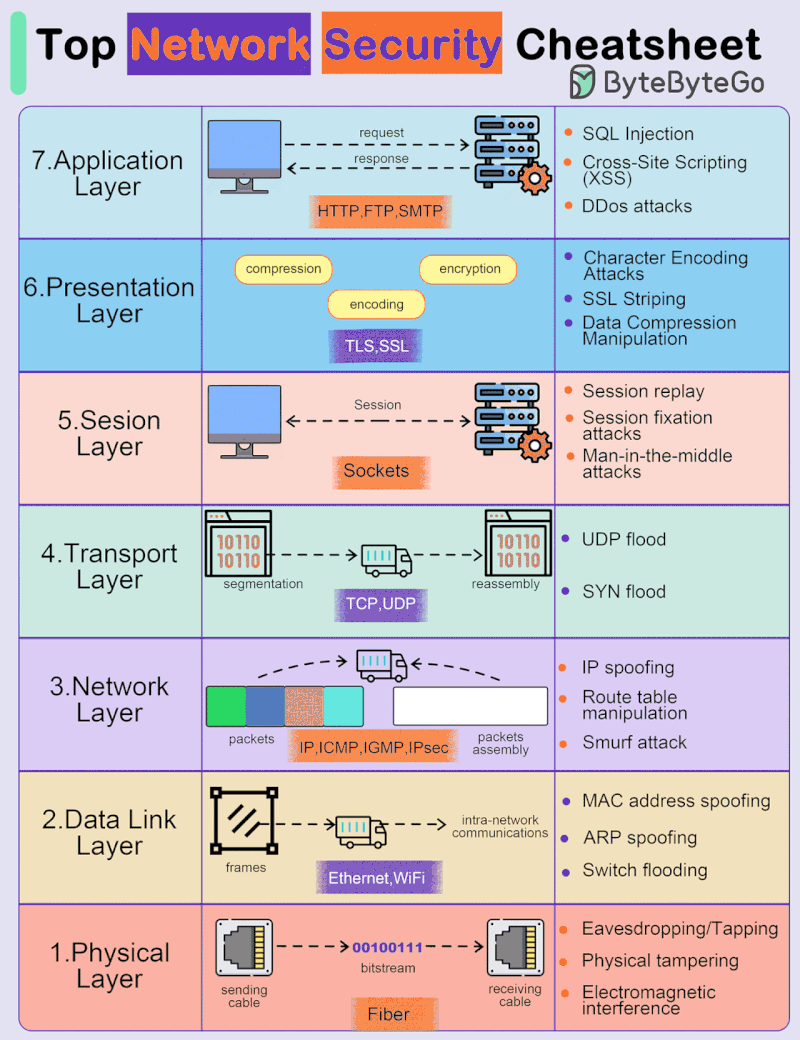 Top Network Security Cheatsheet
ByteByteGo
7.Application
Layer
request
response
HTTP,FTP,SMTP
SQL Injection
Cross-Site Scripting
(XSS)
DDos attacks
6.Presentation
Layer
compression
encryption
encoding
TLS,SSL
Character Encoding
Attacks
SSL Striping
Data Compression
Manipulation
5.Sesion
Layer
Session
Sockets
Session replay
Session fixation
attacks
Man-in-the-middle
attacks
4.Transport
Layer
10110
10110
segmentation
TCP,UDP
10110
10110
reassembly
UDP flood
SYN flood
3.Network
Layer
packets
IP,ICMP,IGMP,IPsec
packets
assembly
IP spoofing
Route table
manipulation
Smurf attack
2.Data Link
Layer
frames
intra-network
communications
Ethernet,WiFi
MAC address spoofing
ARP spoofing
Switch flooding
1.Physical
Layer
sending
cable
00100111
bitstream
receiving
cable
Fiber
Eavesdropping/Tapping
Physical tampering
Electromagnetic
interference